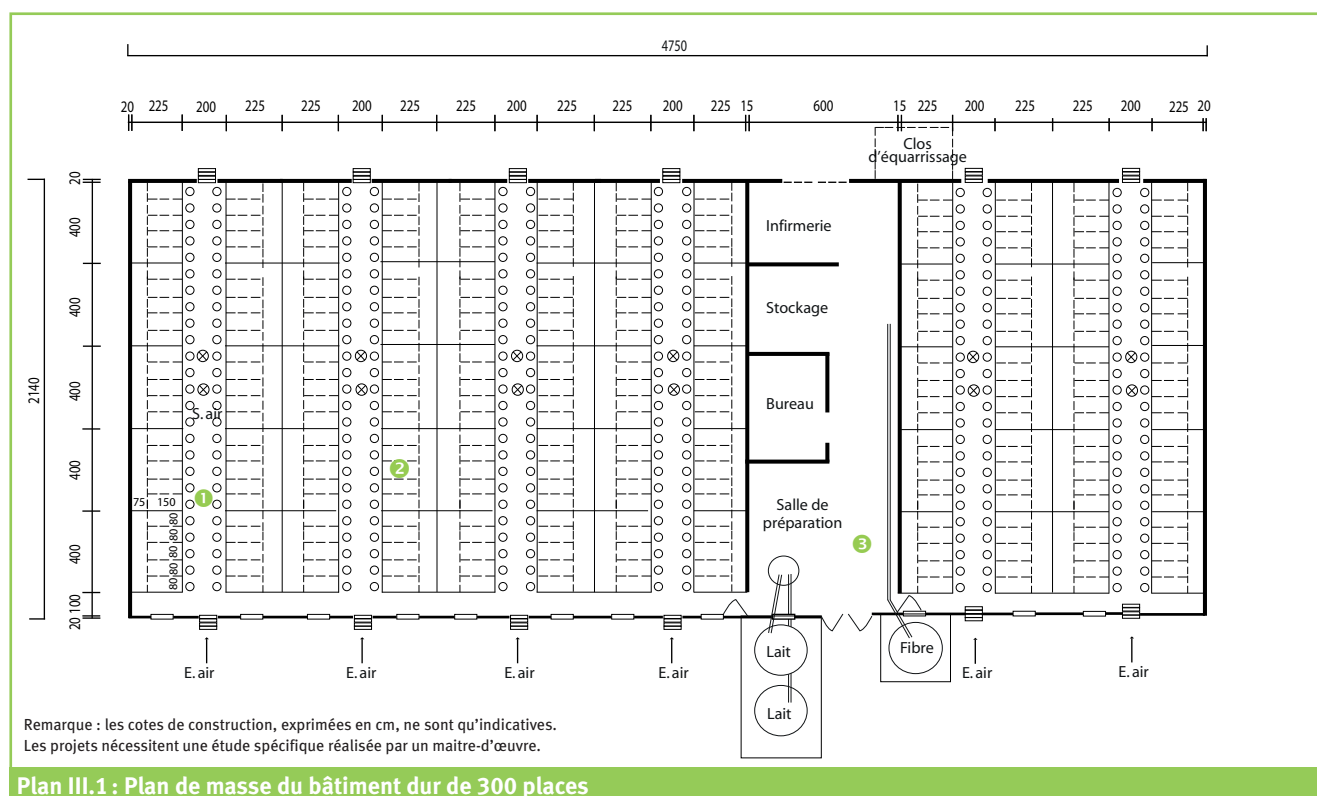 4750
20 225 200 225 225 200 225 225 200 225 225 200 225 15 600 15 225 200 225 225 200 225 20
Clos
d'équarrissage
20
400
400
400
400
400
100
20
2140
Infirmerie
Stockage
Bureau
S. air
2
1
75 150
80 80 80 80 80
Salle de
préparation
3
Lait
Lait
Fibre
E. air
E. air
E. air
E. air
E. air
E. air
Remarque : les cotes de construction, exprimées en cm, ne sont qu'indicatives.
Les projets nécessitent une étude spécifique réalisée par un maitre-d'œuvre.
Plan III.1 : Plan de masse du bâtiment dur de 300 places